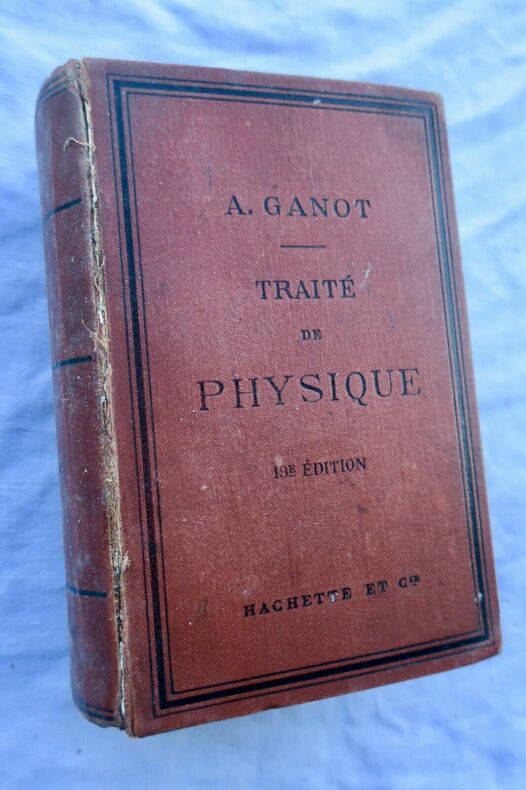 A. GANOT
TRAITÉ
DE
PHYSIQUE
19E ÉDITION
HACHETTE ET CIE